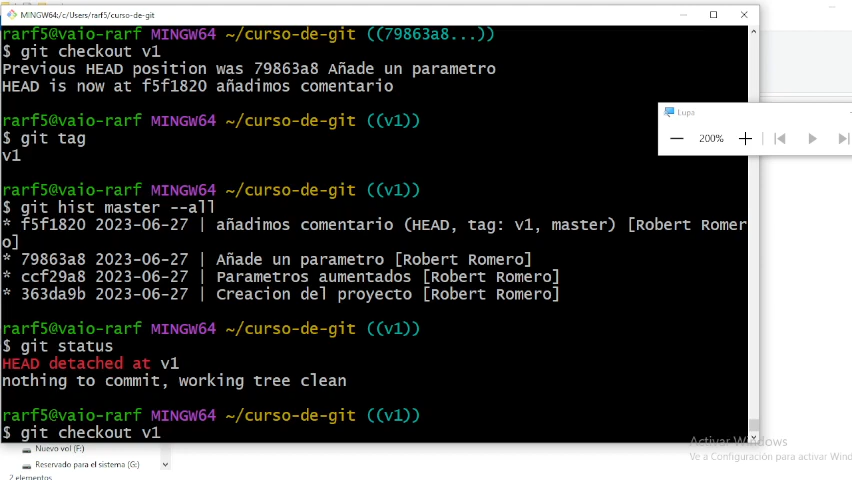 MINGW64:/c/Users/rarf5/curso-de-git
rarf5@vaio-rarf MINGW64 ~/curso-de-git ((79863a8...))
$ git checkout v1
Previous HEAD position was 79863a8 Añade un parametro
HEAD is now at f5f1820 añadimos comentario
rarf5@vaio-rarf MINGW64 ~/curso-de-git ((v1))
$ git tag
v1
rarf5@vaio-rarf MINGW64 ~/curso-de-git ((v1))
$ git hist master --all
* f5f1820 2023-06-27 | añadimos comentario (HEAD, tag: v1, master) [Robert Romer
o]
* 79863a8 2023-06-27 | Añade un parametro [Robert Romero]
* ccf29a8 2023-06-27 | Parametros aumentados [Robert Romero]
* 363da9b 2023-06-27 | Creacion del proyecto [Robert Romero]
rarf5@vaio-rarf MINGW64 ~/curso-de-git ((v1))
$ git status
HEAD detached at v1
nothing to commit, working tree clean
rarf5@vaio-rarf MINGW64 ~/curso-de-git ((v1))
$ git checkout v1
Lupa
200%
Nuevo vol (F:)
Reservado para el sistema (G:)
2 elementos
Activar Windows
Ve a Configuración para activar Wind